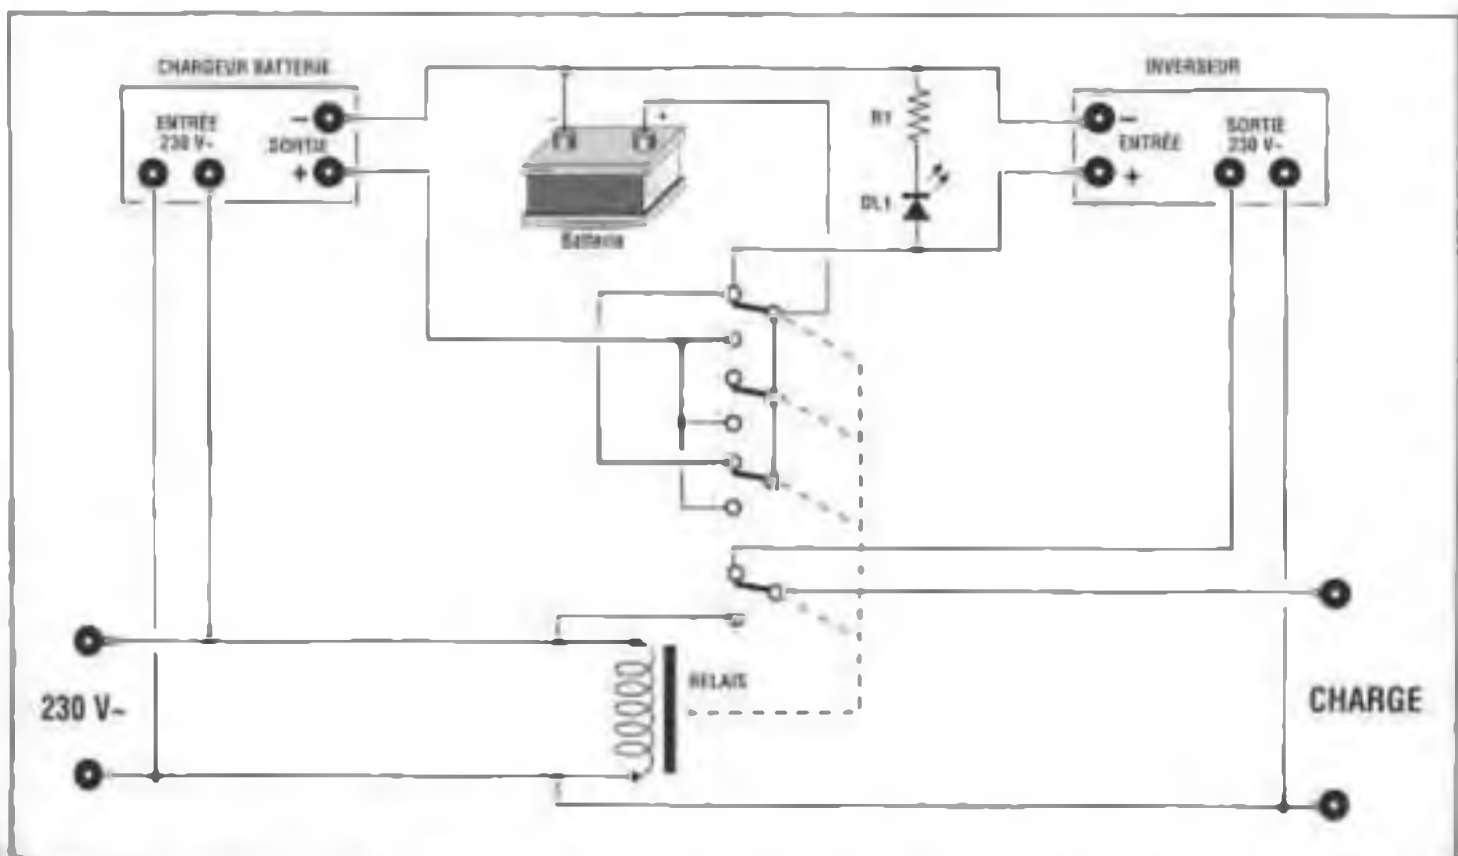 CHARGEUR BATTERIE
ENTRÉE
230 V~
SORTIE
−
+
−
+
Batterie
R1
DL1
INVERSEUR
−
+
ENTRÉE
SORTIE
230 V~
RELAIS
230 V~
CHARGE